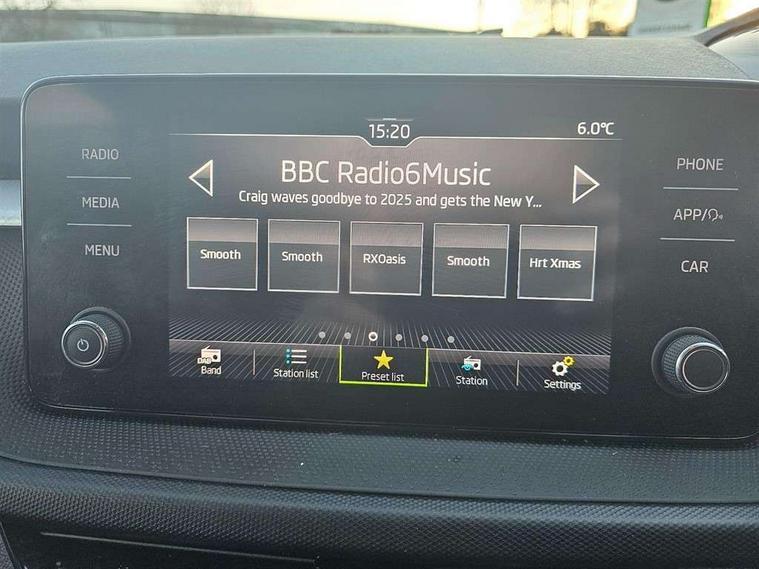 15:20
6.0°C
RADIO
MEDIA
MENU
BBC Radio6Music
Craig waves goodbye to 2025 and gets the New Y...
Smooth
Smooth
RXOasis
Smooth
Hrt Xmas
DAB
Band
Station list
Preset list
Station
Settings
PHONE
APP/
CAR